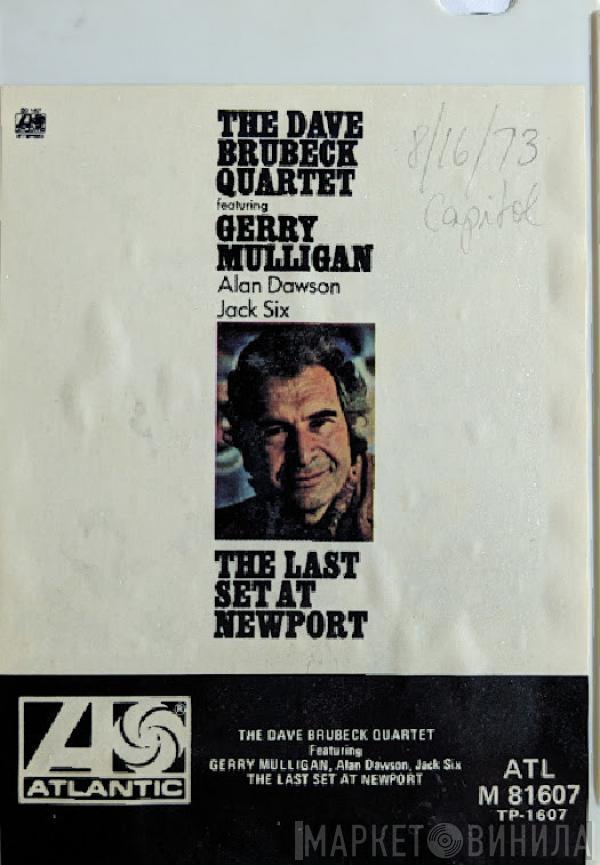 THE DAVE
BRUBECK
QUARTET
featuring
GERRY
MULLIGAN
Alan Dawson
Jack Six
8/16/73
Capitol
THE LAST
SET AT
NEWPORT
ATLANTIC
THE DAVE BRUBECK QUARTET
Featuring
GERRY MULLIGAN, Alan Dawson, Jack Six
THE LAST SET AT NEWPORT
ATL
M 81607
TP-1607
МАРКЕТ ВИНИЛА